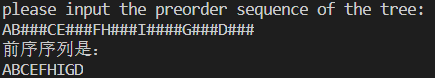 please input the preorder sequence of the tree:
AB###CE###FH###I####G###D###
前序序列是:
ABCEFHIGD